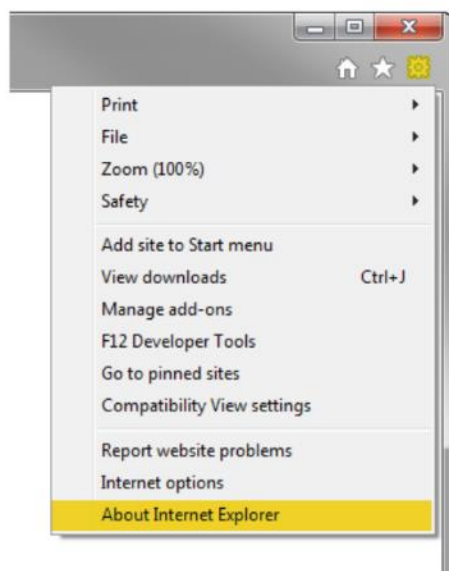 Print
File
Zoom (100%)
Safety
Add site to Start menu
View downloads Ctrl+J
Manage add-ons
F12 Developer Tools
Go to pinned sites
Compatibility View settings
Report website problems
Internet options
About Internet Explorer